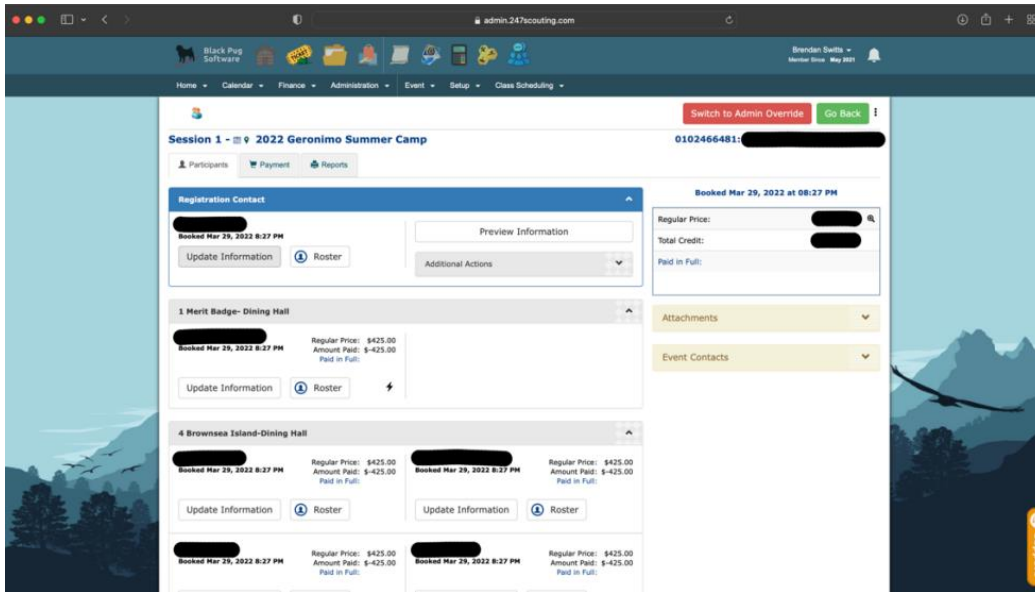 admin.247scouting.com
Black Pug
Software
TICKET
Brendan Switts
Member Since May 2021
Home
Calendar
Finance
Administration
Event
Setup
Class Scheduling
Switch to Admin Override
Go Back
Session 1 - 2022 Geronimo Summer Camp
0102466481:
Participants
Payment
Reports
Registration Contact
Booked Mar 29, 2022 8:27 PM
Update Information
Roster
Preview Information
Additional Actions
Booked Mar 29, 2022 at 08:27 PM
Regular Price:
Total Credit:
Paid in Full:
Attachments
Event Contacts
1 Merit Badge- Dining Hall
Booked Mar 29, 2022 8:27 PM
Regular Price: $425.00
Amount Paid: $-425.00
Paid in Full:
Update Information
Roster
4 Brownsea Island-Dining Hall
Booked Mar 29, 2022 8:27 PM
Regular Price: $425.00
Amount Paid: $-425.00
Paid in Full:
Update Information
Roster
Booked Mar 29, 2022 8:27 PM
Regular Price: $425.00
Amount Paid: $-425.00
Paid in Full:
Update Information
Roster
Booked Mar 29, 2022 8:27 PM
Regular Price: $425.00
Amount Paid: $-425.00
Paid in Full:
Booked Mar 29, 2022 8:27 PM
Regular Price: $425.00
Amount Paid: $-425.00
Paid in Full: